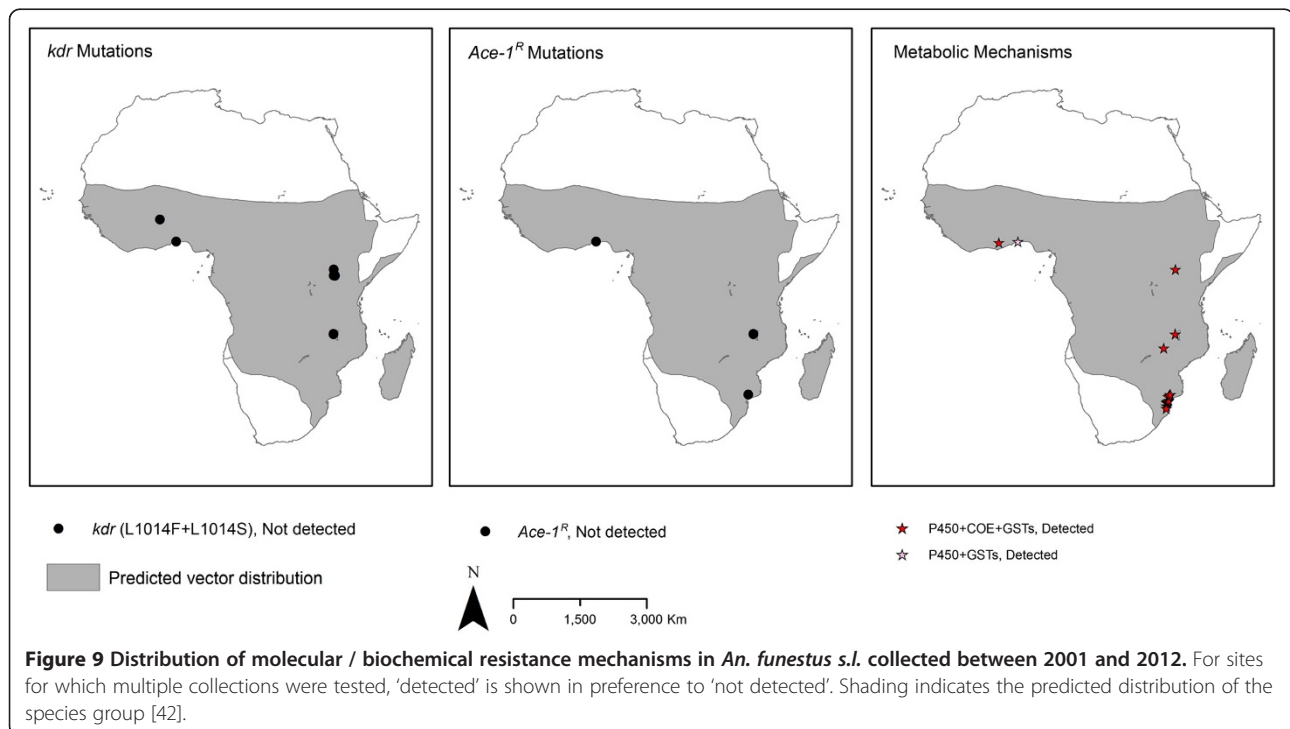 kdr Mutations
Ace-1^R Mutations
Metabolic Mechanisms
kdr (L1014F+L1014S), Not detected
Predicted vector distribution
Ace-1^R, Not detected
N
0 1,500 3,000 Km
P450+COE+GSTs, Detected
P450+GSTs, Detected
Figure 9 Distribution of molecular / biochemical resistance mechanisms in An. funestus s.l. collected between 2001 and 2012. For sites
for which multiple collections were tested, ‘detected’ is shown in preference to ‘not detected’. Shading indicates the predicted distribution of the
species group [42].